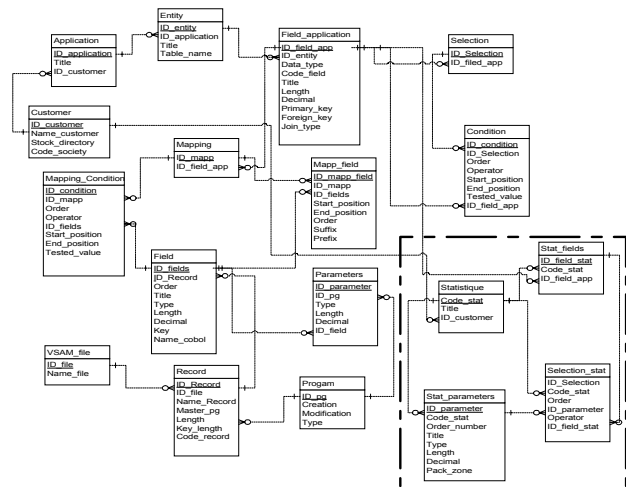 Entity
ID_entity
ID_application
Title
Table_name
Field_application
ID_field_app
ID_entity
Data_type
Code_field
Title
Length
Decimal
Primary_key
Foreign_key
Join_type
Selection
ID_Selection
ID_filed_app
Application
ID_application
Title
ID_customer
Customer
ID_customer
Name_customer
Stock_directory
Code_society
Mapping
ID_mapp
ID_field_app
Condition
ID_condition
ID_Selection
Order
Operator
Start_position
End_position
Tested_value
ID_field_app
Mapp_field
ID_mapp_field
ID_mapp
ID_fields
Start_position
End_position
Order
Suffix
Prefix
Mapping_Condition
ID_condition
ID_mapp
Order
Operator
ID_fields
Start_position
End_position
Tested_value
Field
ID_fields
ID_Record
Order
Title
Type
Length
Decimal
Key
Name_cobol
Parameters
ID_parameter
ID_pg
Type
Length
Decimal
ID_field
Stat_fields
ID_field_stat
Code_stat
ID_field_app
Statistique
Code_stat
Title
ID_customer
VSAM_file
ID_file
Name_file
Record
ID_Record
ID_file
Name_Record
Master_pg
Length
Key_length
Code_record
Progam
ID_pg
Creation
Modification
Type
Stat_parameters
ID_parameter
Code_stat
Order_number
Title
Type
Length
Decimal
Pack_zone
Selection_stat
ID_Selection
Code_stat
Order
ID_parameter
Operator
ID_field_stat